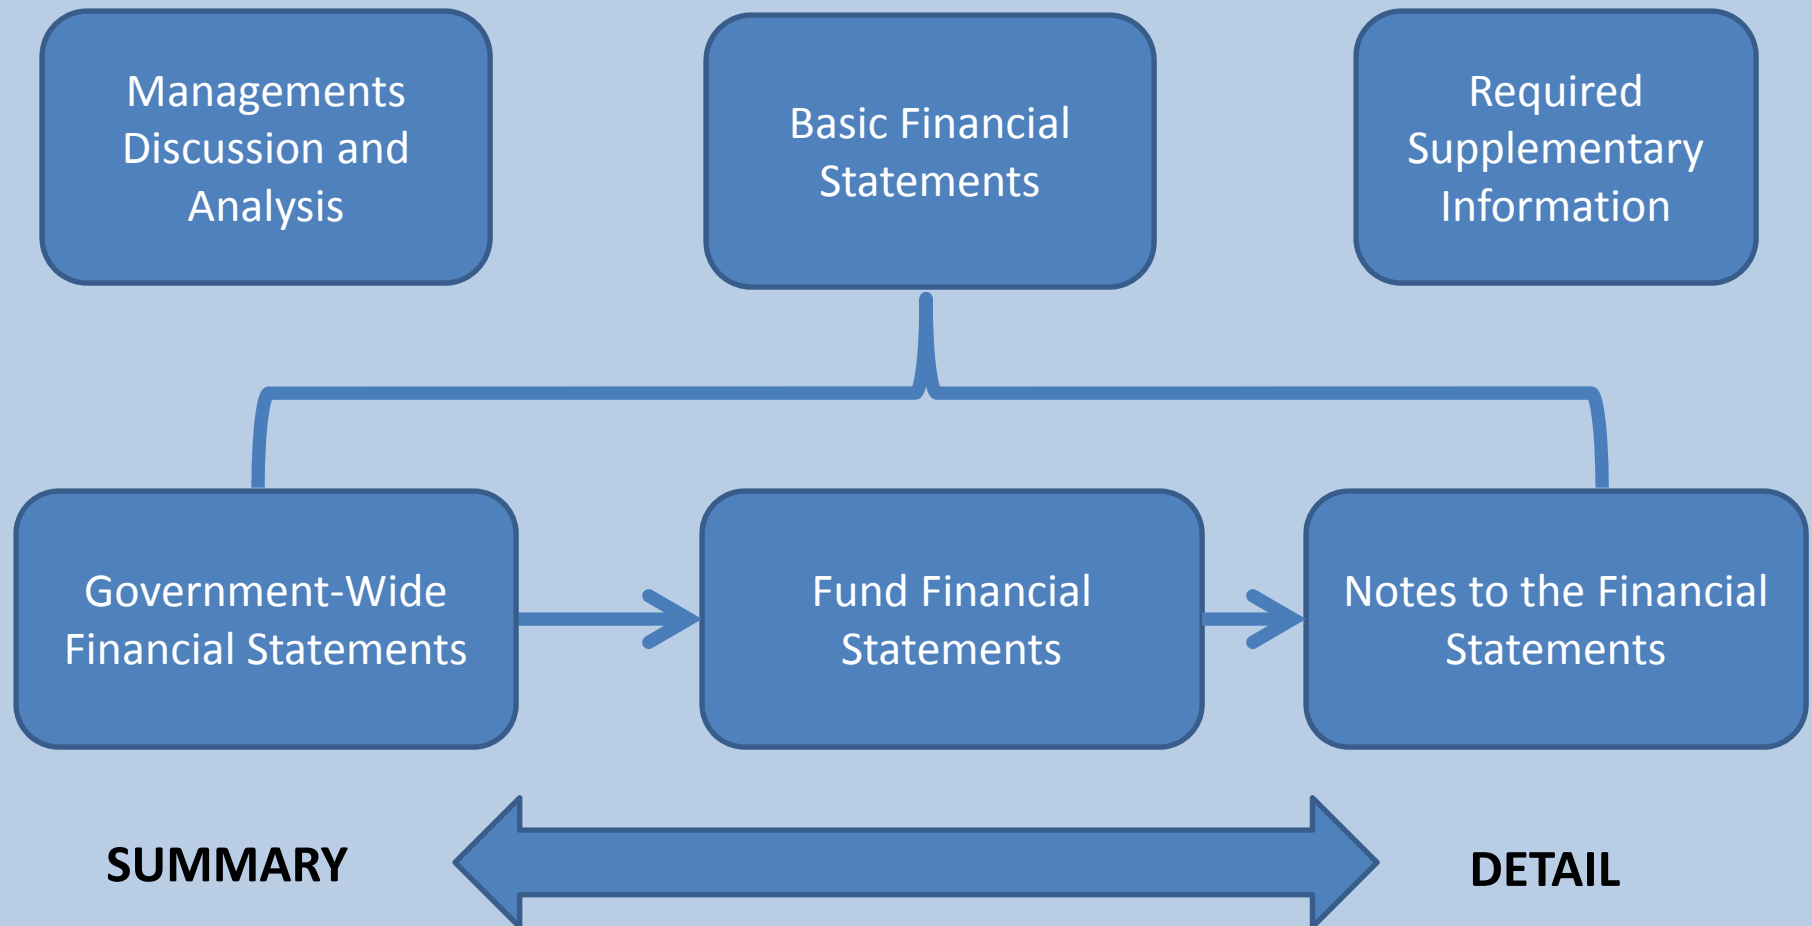 Managements
Discussion and
Analysis
Basic Financial
Statements
Required
Supplementary
Information
Government-Wide
Financial Statements
Fund Financial
Statements
Notes to the Financial
Statements
SUMMARY
DETAIL